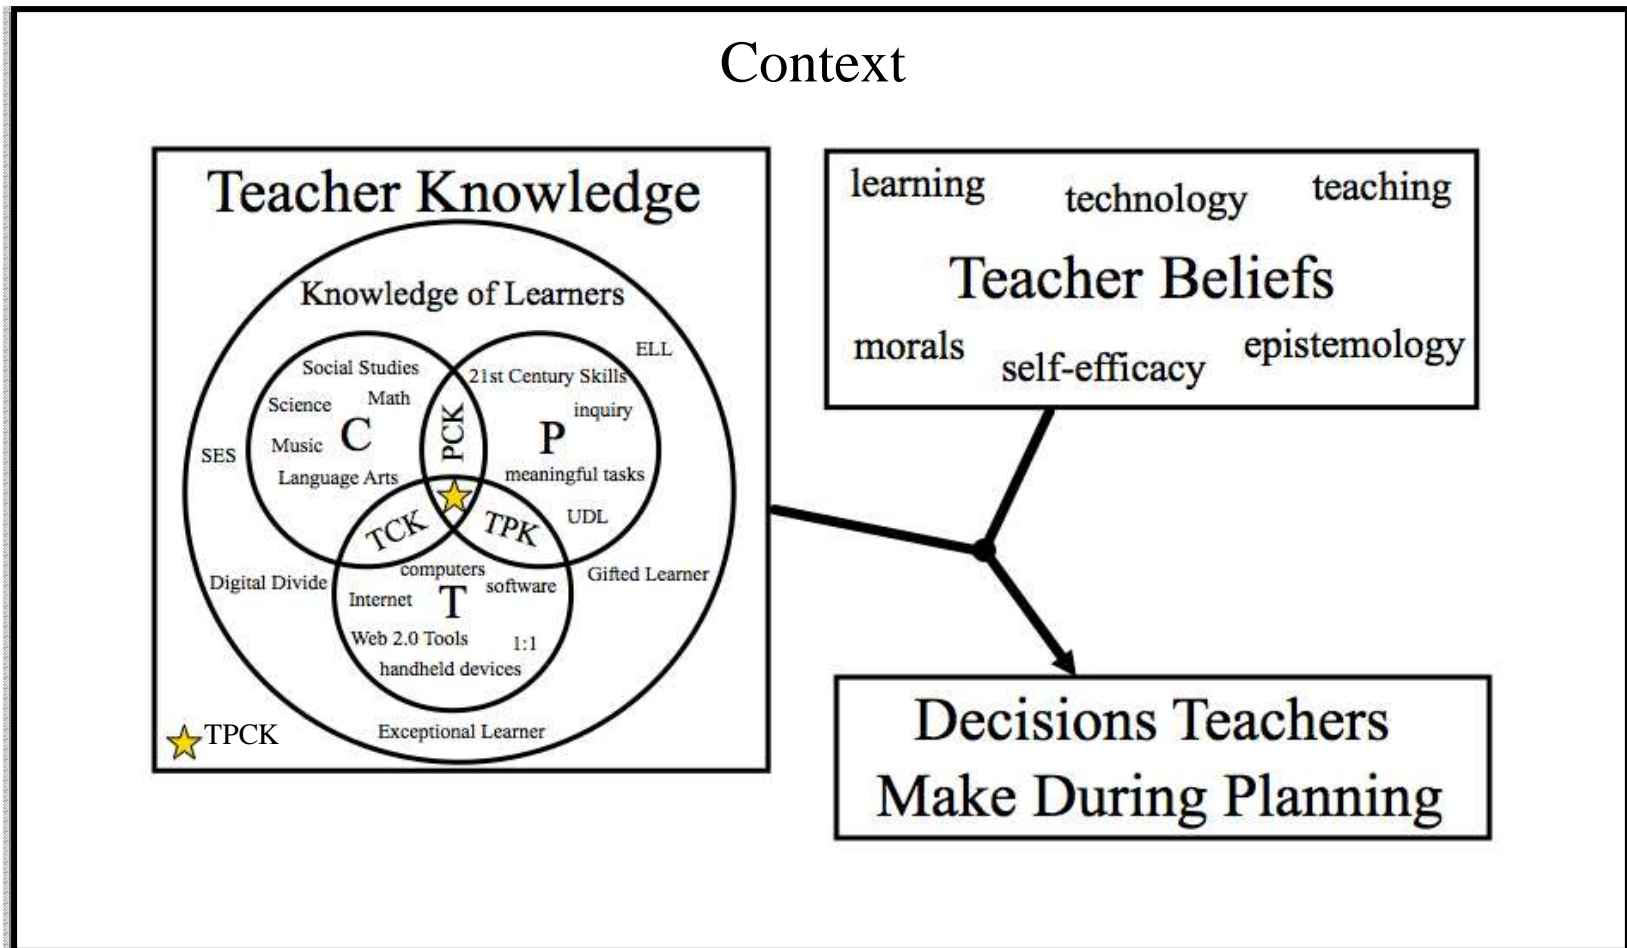 Context
Teacher Knowledge
Knowledge of Learners
ELL
SES
Digital Divide
Gifted Learner
Exceptional Learner
Social Studies
Science
Math
Music
C
Language Arts
PCK
21st Century Skills
inquiry
P
meaningful tasks
UDL
TCK
TPK
computers
software
Internet
T
Web 2.0 Tools
1:1
handheld devices
TPCK
learning
technology
teaching
Teacher Beliefs
morals
self-efficacy
epistemology
Decisions Teachers
Make During Planning